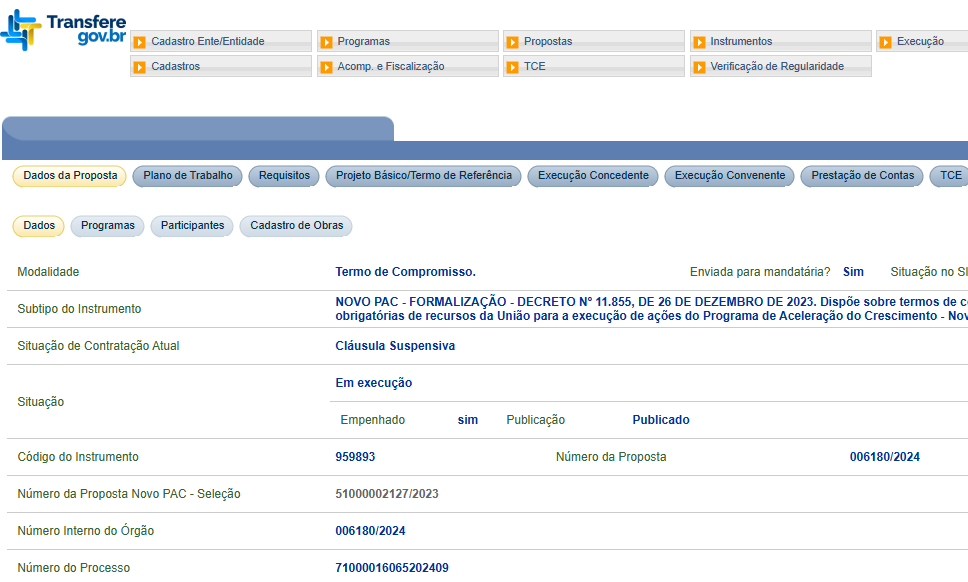 Transfere
gov.br
Cadastro Ente/Entidade
Programas
Propostas
Instrumentos
Execução
Cadastros
Acomp. e Fiscalização
TCE
Verificação de Regularidade
Dados da Proposta
Plano de Trabalho
Requisitos
Projeto Básico/Termo de Referência
Execução Concedente
Execução Convenente
Prestação de Contas
TCE
Dados
Programas
Participantes
Cadastro de Obras
Modalidade
Termo de Compromisso.
Enviada para mandatária?
Sim
Situação no
Subtipo do Instrumento
NOVO PAC - FORMALIZAÇÃO - DECRETO Nº 11.855, DE 26 DE DEZEMBRO DE 2023. Dispõe sobre termos de
obrigatórias de recursos da União para a execução de ações do Programa de Aceleração do Crescimento -
Situação de Contratação Atual
Cláusula Suspensiva
Situação
Em execução
Empenhado
sim
Publicação
Publicado
Código do Instrumento
959893
Número da Proposta
006180/2024
Número da Proposta Novo PAC - Seleção
51000002127/2023
Número Interno do Órgão
006180/2024
Número do Processo
71000016065202409